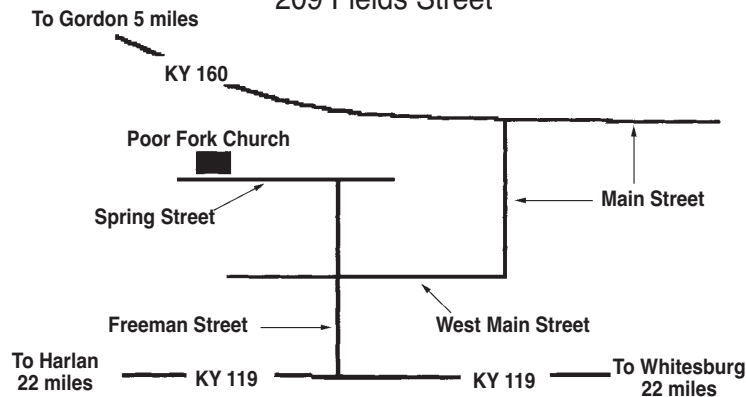 209 Fields Street
To Gordon 5 miles
KY 160
Poor Fork Church
Main Street
Spring Street
Freeman Street
West Main Street
To Harlan
22 miles
KY 119
KY 119
To Whitesburg
22 miles